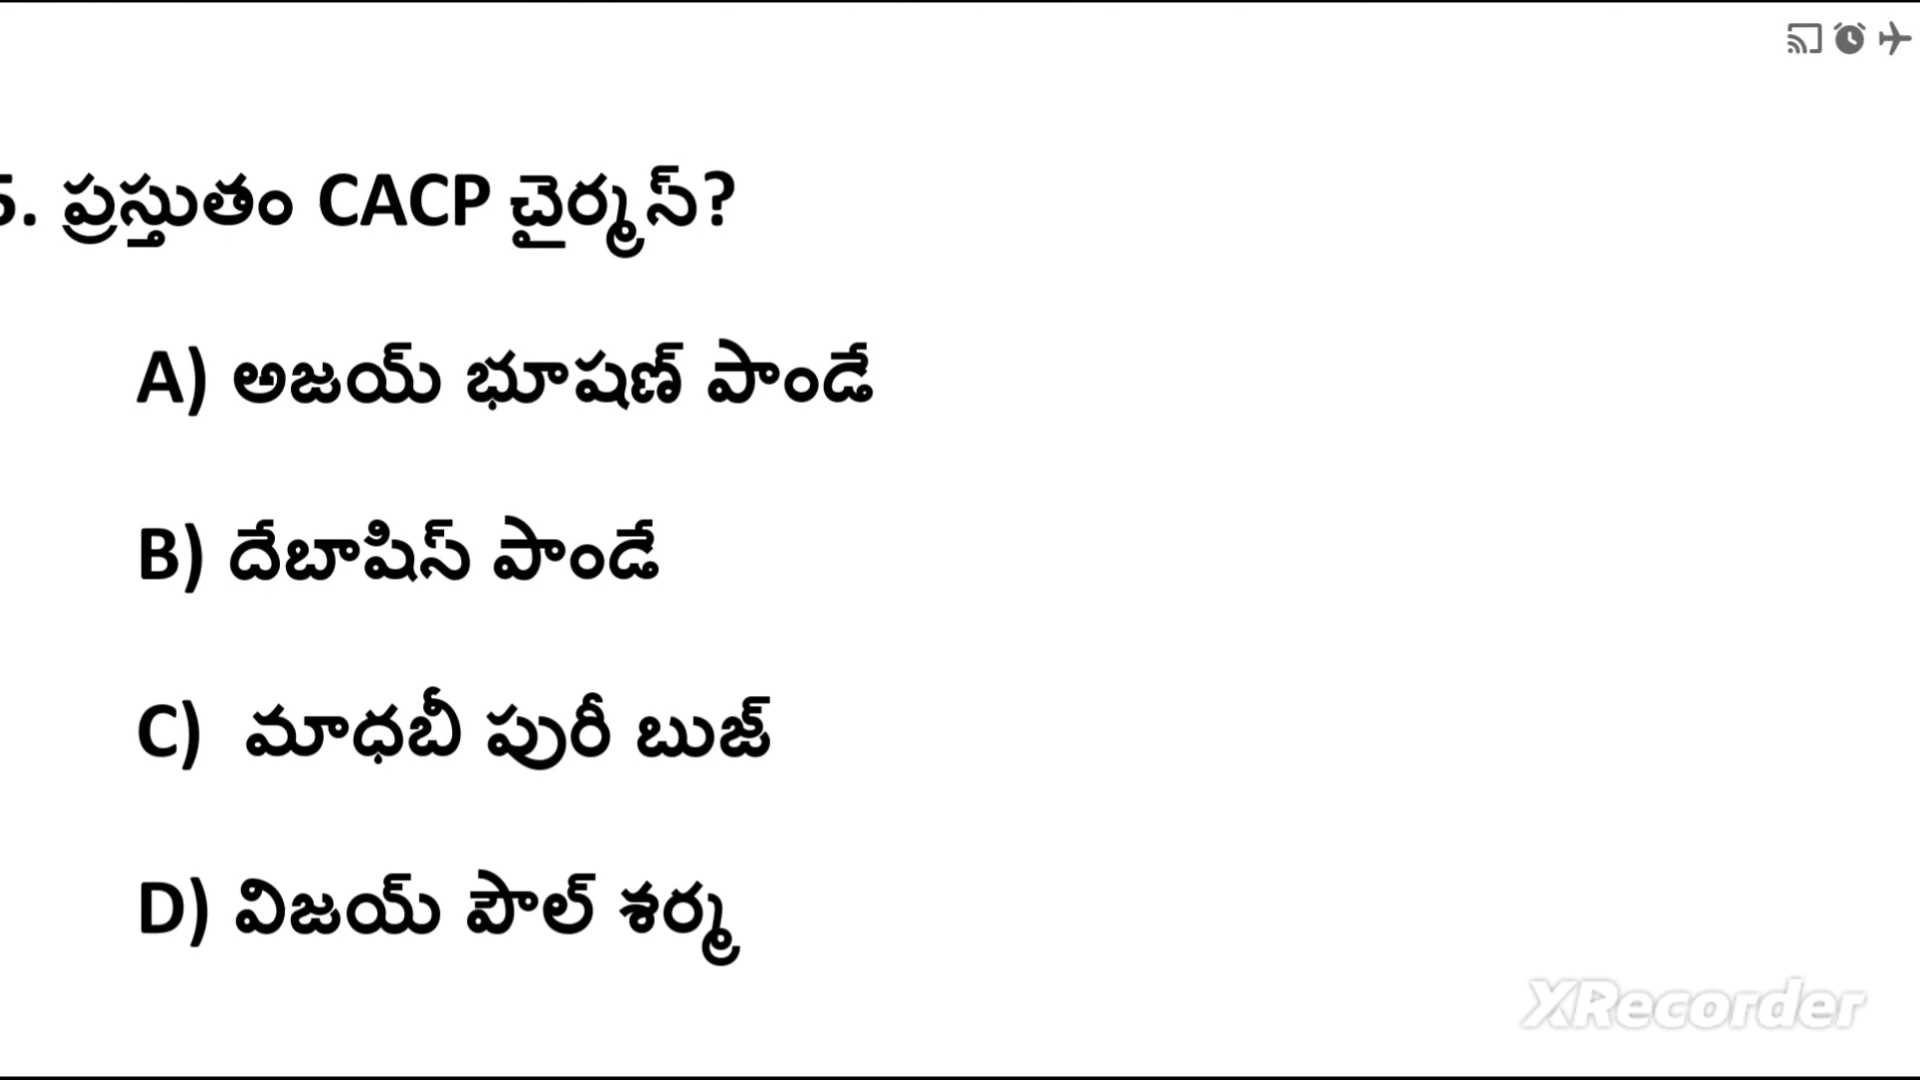 5. ప్రస్తుతం CACP చైర్మన్?
A) అజయ్ భూషణ్ పాండే
B) దేబాషిస్ పాండే
C) మాధబీ పురీ బుజ్
D) విజయ్ పౌల్ శర్మ
XRecorder